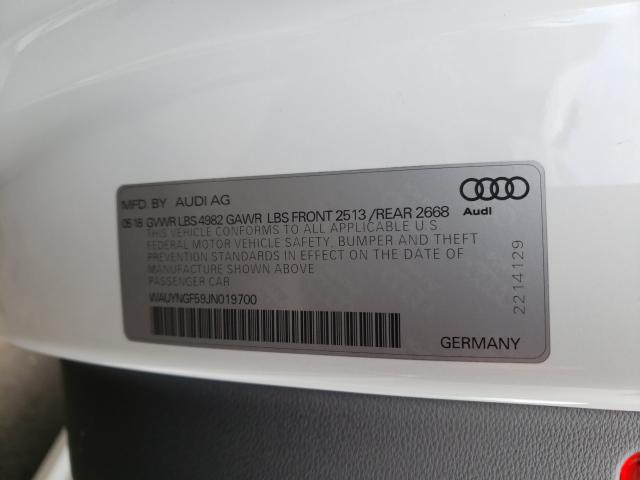 MFD. BY AUDI AG
05 18 GVWR LBS 4982 GAWR LBS FRONT 2513 / REAR 2668
THIS VEHICLE CONFORMS TO ALL APPLICABLE U S
FEDERAL MOTOR VEHICLE SAFETY, BUMPER AND THEFT
PREVENTION STANDARDS IN EFFECT ON THE DATE OF
MANUFACTURE SHOWN ABOVE
PASSENGER CAR
WAUYNGF59JN019700
Audi
2214129
GERMANY